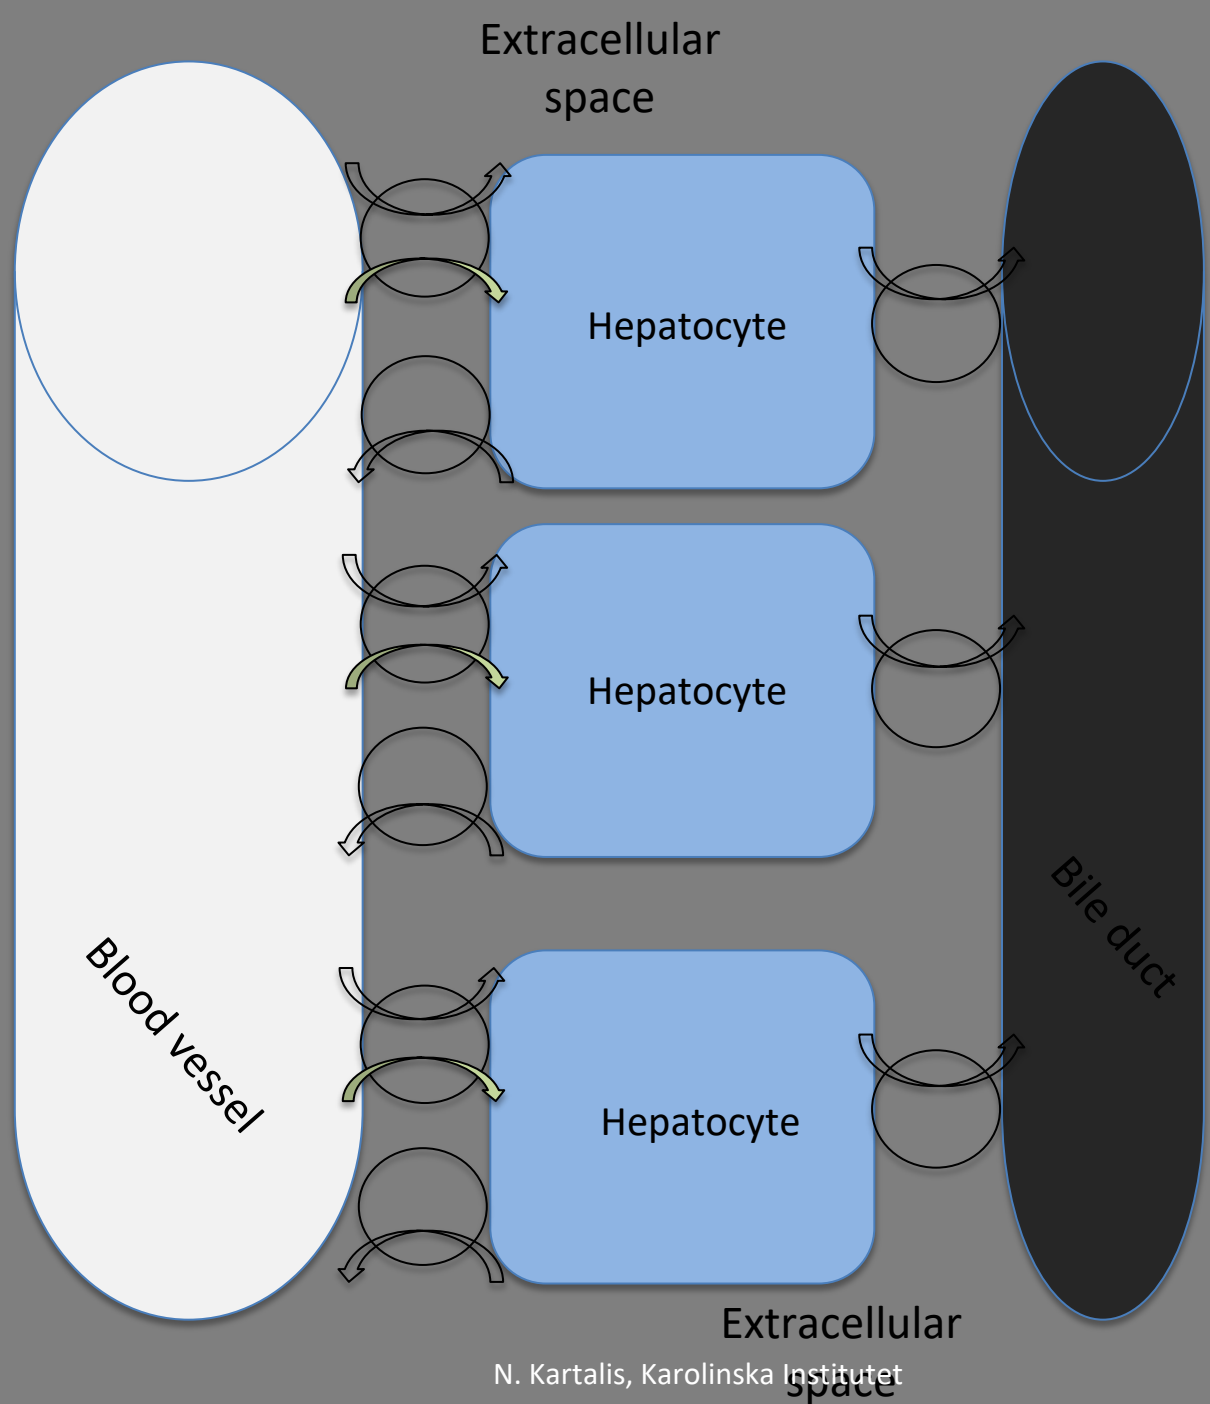 Extracellular
space
Hepatocyte
Hepatocyte
Bile duct
Blood vessel
Hepatocyte
Extracellular
space
N. Kartalis, Karolinska Institutet